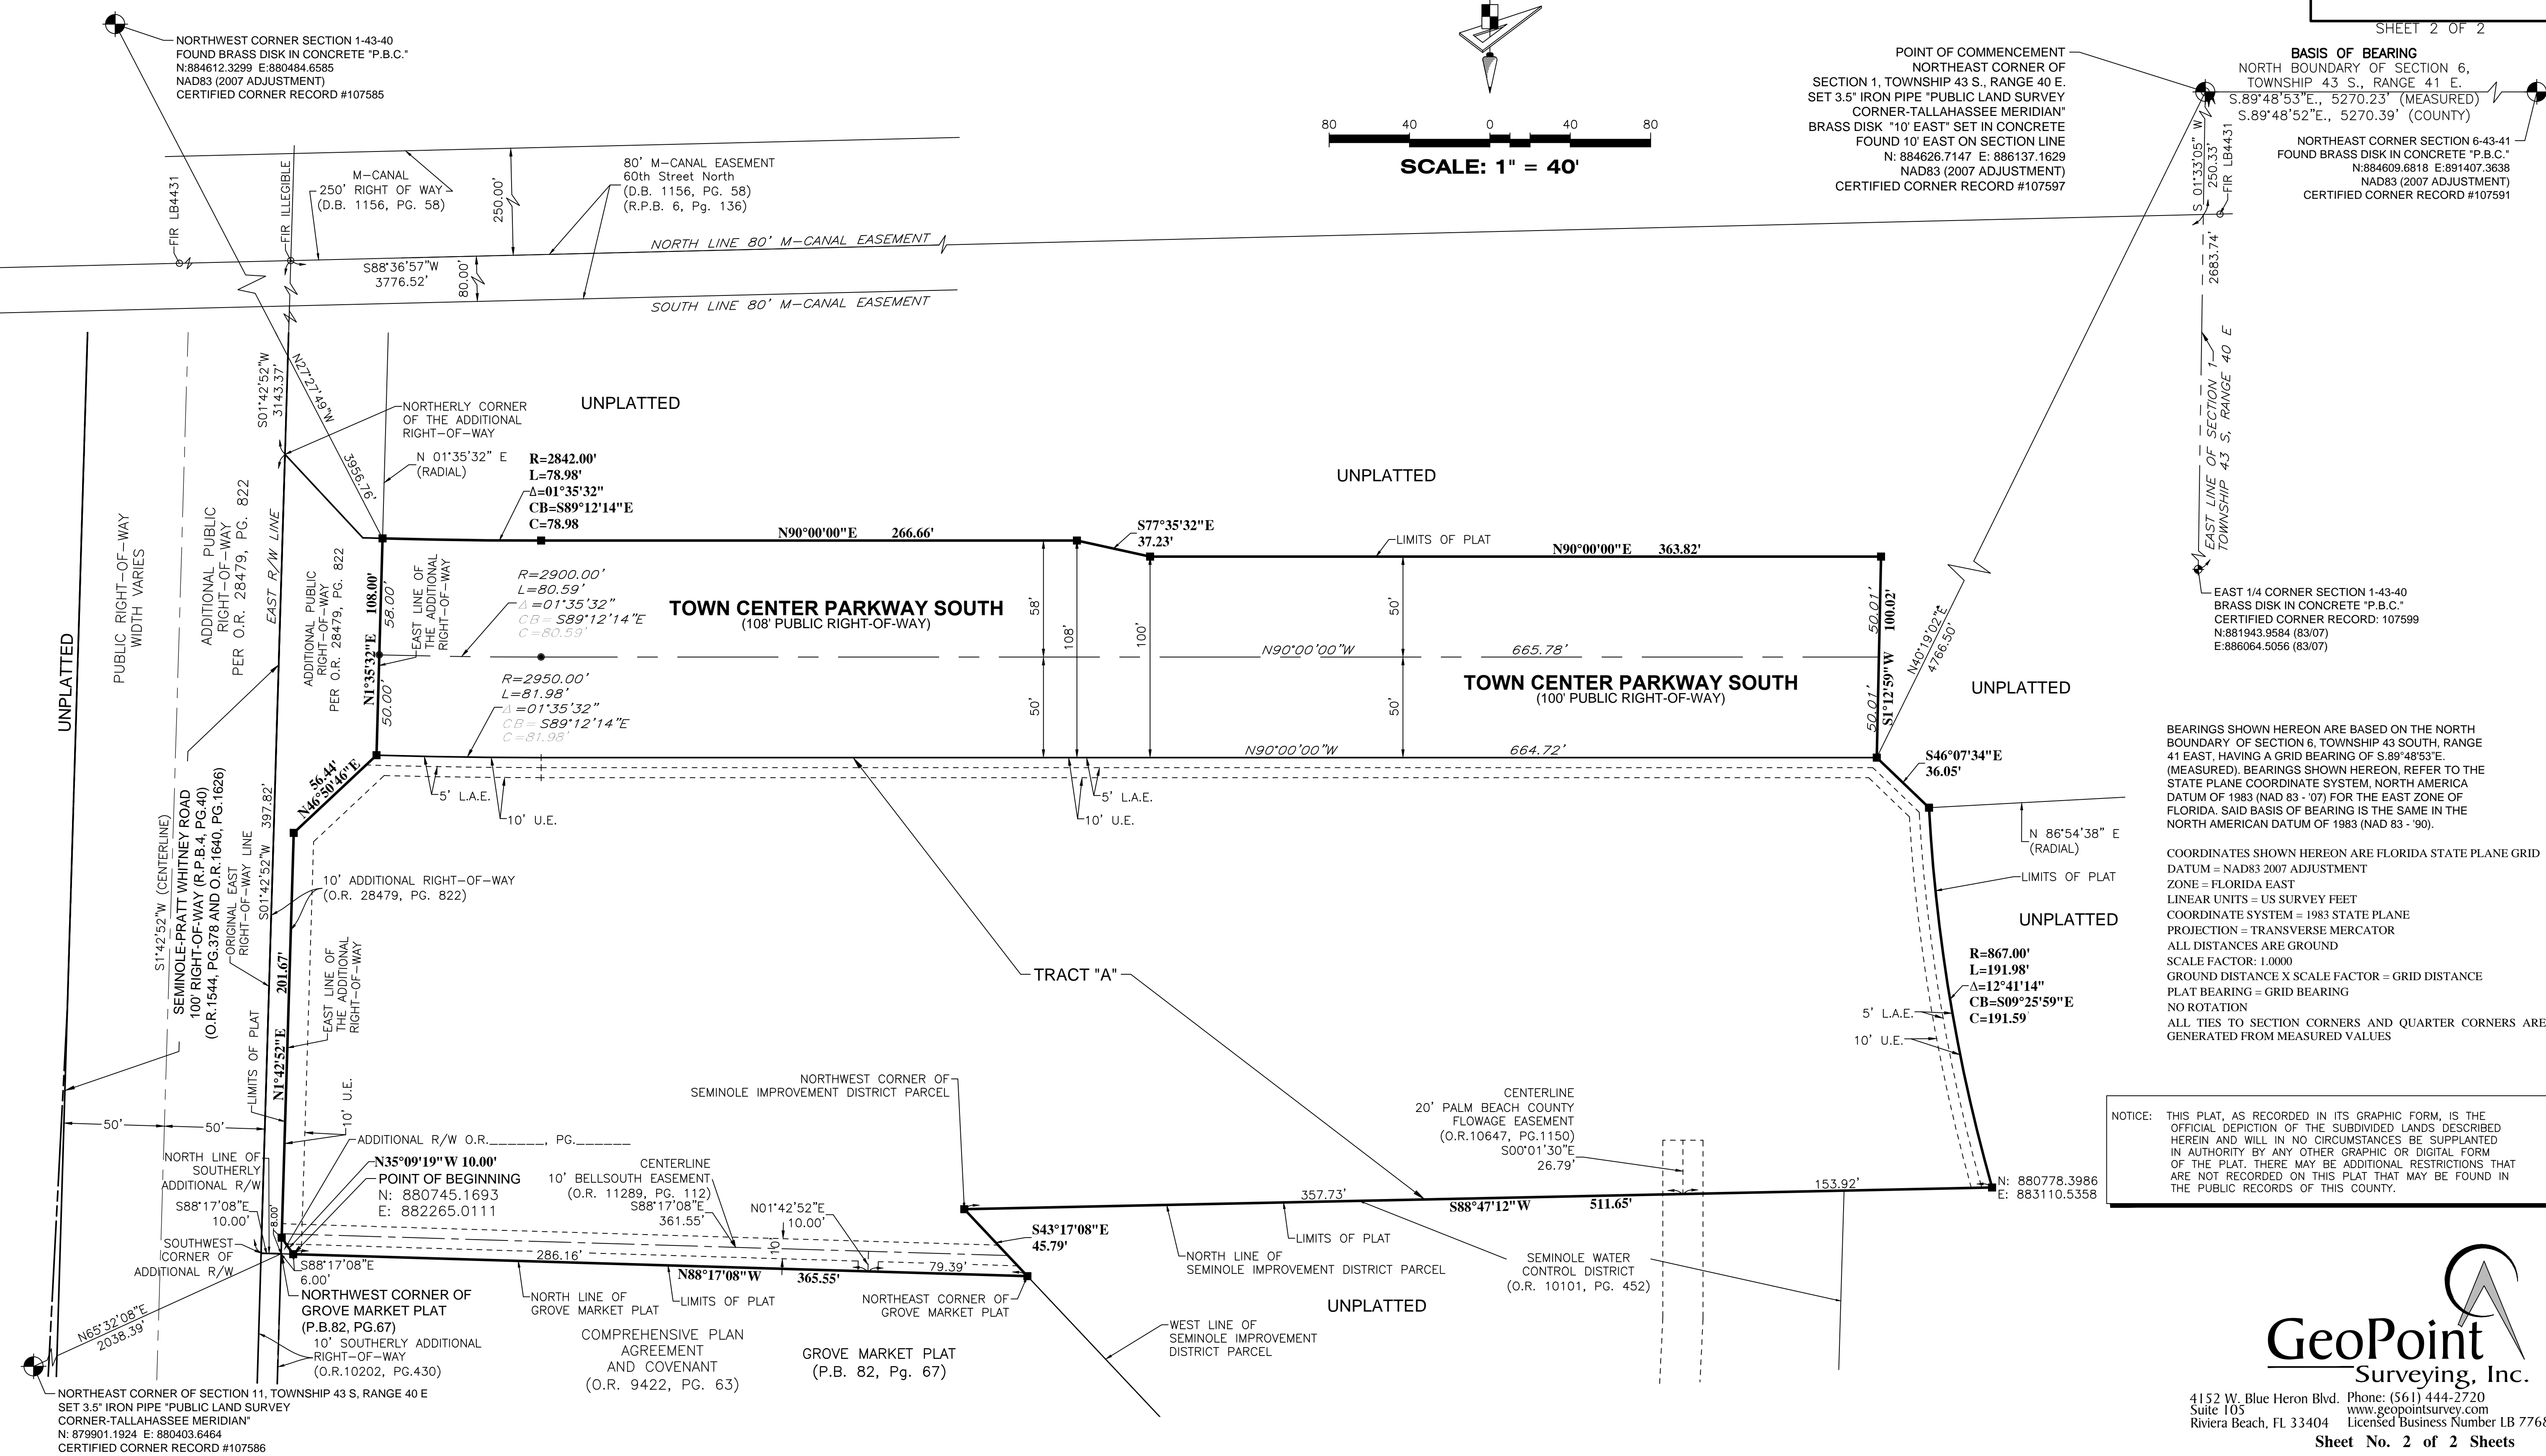 NORTHWEST CORNER SECTION 1-43-40
FOUND BRASS DISK IN CONCRETE "P.B.C."
N:884612.3299 E:880484.6585
NAD83 (2007 ADJUSTMENT)
CERTIFIED CORNER RECORD #107585
80 40 0 40 80
SCALE: 1" = 40'
POINT OF COMMENCEMENT
NORTHEAST CORNER OF
SECTION 1, TOWNSHIP 43 S., RANGE 40 E.
SET 3.5" IRON PIPE "PUBLIC LAND SURVEY
CORNER-TALLAHASSEE MERIDIAN"
BRASS DISK "10' EAST" SET IN CONCRETE
FOUND 10' EAST ON SECTION LINE
N: 884626.7147 E: 886137.1629
NAD83 (2007 ADJUSTMENT)
CERTIFIED CORNER RECORD #107597
SHEET 2 OF 2
BASIS OF BEARING
NORTH BOUNDARY OF SECTION 6,
TOWNSHIP 43 S., RANGE 41 E.
S.89°48'53"E., 5270.23' (MEASURED)
S.89°48'52"E., 5270.39' (COUNTY)
NORTHEAST CORNER SECTION 6-43-41
FOUND BRASS DISK IN CONCRETE "P.B.C."
N:884609.6818 E:891407.3638
NAD83 (2007 ADJUSTMENT)
CERTIFIED CORNER RECORD #107591
S 01°33'05" W
250.33'
FIR LB4431
2683.74'
EAST LINE OF SECTION 1
TOWNSHIP 43 S, RANGE 40 E
EAST 1/4 CORNER SECTION 1-43-40
BRASS DISK IN CONCRETE "P.B.C."
CERTIFIED CORNER RECORD: 107599
N:881943.9584 (83/07)
E:886064.5056 (83/07)
FIR LB4431
FIR ILLEGIBLE
M-CANAL
250' RIGHT OF WAY
(D.B. 1156, PG. 58)
250.00'
80' M-CANAL EASEMENT
60th Street North
(D.B. 1156, PG. 58)
(R.P.B. 6, Pg. 136)
NORTH LINE 80' M-CANAL EASEMENT
S88°36'57"W
3776.52'
80.00'
SOUTH LINE 80' M-CANAL EASEMENT
S01°42'52"W
3143.37'
N27°27'49"W
3956.76'
NORTHERLY CORNER
OF THE ADDITIONAL
RIGHT-OF-WAY
N 01°35'32" E
(RADIAL)
UNPLATTED
R=2842.00'
L=78.98'
Δ=01°35'32"
CB=S89°12'14"E
C=78.98
N90°00'00"E 266.66'
S77°35'32"E
37.23'
UNPLATTED
LIMITS OF PLAT
N90°00'00"E 363.82'
UNPLATTED
PUBLIC RIGHT-OF-WAY
WIDTH VARIES
ADDITIONAL PUBLIC
RIGHT-OF-WAY
PER O.R. 28479, PG. 822
EAST R/W LINE
ADDITIONAL PUBLIC
RIGHT-OF-WAY
PER O.R. 28479, PG. 822
N1°35'32"E 108.00'
58.00'
50.00'
EAST LINE OF
THE ADDITIONAL
RIGHT-OF-WAY
R=2900.00'
L=80.59'
Δ=01°35'32"
CB= S89°12'14"E
C=80.59'
TOWN CENTER PARKWAY SOUTH
(108' PUBLIC RIGHT-OF-WAY)
58'
108'
100'
50'
N90°00'00"W 665.78'
R=2950.00'
L=81.98'
Δ=01°35'32"
CB= S89°12'14"E
C=81.98'
50'
50'
TOWN CENTER PARKWAY SOUTH
(100' PUBLIC RIGHT-OF-WAY)
N90°00'00"W 664.72'
50.01'
50.01'
S1°12'59"W 100.02'
N40°19'02"E
4766.50'
UNPLATTED
S46°07'34"E
36.05'
N 86°54'38" E
(RADIAL)
LIMITS OF PLAT
UNPLATTED
R=867.00'
L=191.98'
Δ=12°41'14"
CB=S09°25'59"E
C=191.59'
5' L.A.E.
10' U.E.
5' L.A.E.
10' U.E.
5' L.A.E.
10' U.E.
56.44'
N46°50'46"E
S1°42'52"W (CENTERLINE)
SEMINOLE-PRATT WHITNEY ROAD
100' RIGHT-OF-WAY (R.P.B.4, PG.40)
(O.R.1544, PG.378 AND O.R.1640, PG.1626)
ORIGINAL EAST
RIGHT-OF-WAY LINE
S01°42'52"W 397.82'
10' ADDITIONAL RIGHT-OF-WAY
(O.R. 28479, PG. 822)
N1°42'52"E 201.67'
EAST LINE OF
THE ADDITIONAL
RIGHT-OF-WAY
LIMITS OF PLAT
10' U.E.
TRACT "A"
50' 50'
NORTH LINE OF
SOUTHERLY
ADDITIONAL R/W
S88°17'08"E
10.00'
SOUTHWEST
CORNER OF
ADDITIONAL R/W
8.00'
ADDITIONAL R/W O.R.______, PG.______
N35°09'19"W 10.00'
POINT OF BEGINNING
N: 880745.1693
E: 882265.0111
S88°17'08"E
6.00'
NORTHWEST CORNER OF
GROVE MARKET PLAT
(P.B.82, PG.67)
10' SOUTHERLY ADDITIONAL
RIGHT-OF-WAY
(O.R.10202, PG.430)
N65°32'08"E
2038.39'
NORTHEAST CORNER OF SECTION 11, TOWNSHIP 43 S, RANGE 40 E
SET 3.5" IRON PIPE "PUBLIC LAND SURVEY
CORNER-TALLAHASSEE MERIDIAN"
N: 879901.1924 E: 880403.6464
CERTIFIED CORNER RECORD #107586
CENTERLINE
10' BELLSOUTH EASEMENT
(O.R. 11289, PG. 112)
S88°17'08"E
361.55'
N01°42'52"E
10.00'
10'
286.16'
79.39'
N88°17'08"W 365.55'
NORTH LINE OF
GROVE MARKET PLAT
LIMITS OF PLAT
NORTHEAST CORNER OF
GROVE MARKET PLAT
COMPREHENSIVE PLAN
AGREEMENT
AND COVENANT
(O.R. 9422, PG. 63)
GROVE MARKET PLAT
(P.B. 82, Pg. 67)
NORTHWEST CORNER OF
SEMINOLE IMPROVEMENT DISTRICT PARCEL
S43°17'08"E
45.79'
WEST LINE OF
SEMINOLE IMPROVEMENT
DISTRICT PARCEL
NORTH LINE OF
SEMINOLE IMPROVEMENT DISTRICT PARCEL
LIMITS OF PLAT
357.73'
153.92'
S88°47'12"W 511.65'
CENTERLINE
20' PALM BEACH COUNTY
FLOWAGE EASEMENT
(O.R.10647, PG.1150)
S00°01'30"E
26.79'
SEMINOLE WATER
CONTROL DISTRICT
(O.R. 10101, PG. 452)
UNPLATTED
N: 880778.3986
E: 883110.5358
BEARINGS SHOWN HEREON ARE BASED ON THE NORTH
BOUNDARY OF SECTION 6, TOWNSHIP 43 SOUTH, RANGE
41 EAST, HAVING A GRID BEARING OF S.89°48'53"E.
(MEASURED). BEARINGS SHOWN HEREON, REFER TO THE
STATE PLANE COORDINATE SYSTEM, NORTH AMERICA
DATUM OF 1983 (NAD 83 - '07) FOR THE EAST ZONE OF
FLORIDA. SAID BASIS OF BEARING IS THE SAME IN THE
NORTH AMERICAN DATUM OF 1983 (NAD 83 - '90).
COORDINATES SHOWN HEREON ARE FLORIDA STATE PLANE GRID
DATUM = NAD83 2007 ADJUSTMENT
ZONE = FLORIDA EAST
LINEAR UNITS = US SURVEY FEET
COORDINATE SYSTEM = 1983 STATE PLANE
PROJECTION = TRANSVERSE MERCATOR
ALL DISTANCES ARE GROUND
SCALE FACTOR: 1.0000
GROUND DISTANCE X SCALE FACTOR = GRID DISTANCE
PLAT BEARING = GRID BEARING
NO ROTATION
ALL TIES TO SECTION CORNERS AND QUARTER CORNERS ARE
GENERATED FROM MEASURED VALUES
NOTICE: THIS PLAT, AS RECORDED IN ITS GRAPHIC FORM, IS THE
OFFICIAL DEPICTION OF THE SUBDIVIDED LANDS DESCRIBED
HEREIN AND WILL IN NO CIRCUMSTANCES BE SUPPLANTED
IN AUTHORITY BY ANY OTHER GRAPHIC OR DIGITAL FORM
OF THE PLAT. THERE MAY BE ADDITIONAL RESTRICTIONS THAT
ARE NOT RECORDED ON THIS PLAT THAT MAY BE FOUND IN
THE PUBLIC RECORDS OF THIS COUNTY.
GeoPoint
Surveying, Inc.
4152 W. Blue Heron Blvd. Phone: (561) 444-2720
Suite 105 www.geopointsurvey.com
Riviera Beach, FL 33404 Licensed Business Number LB 7768
Sheet No. 2 of 2 Sheets